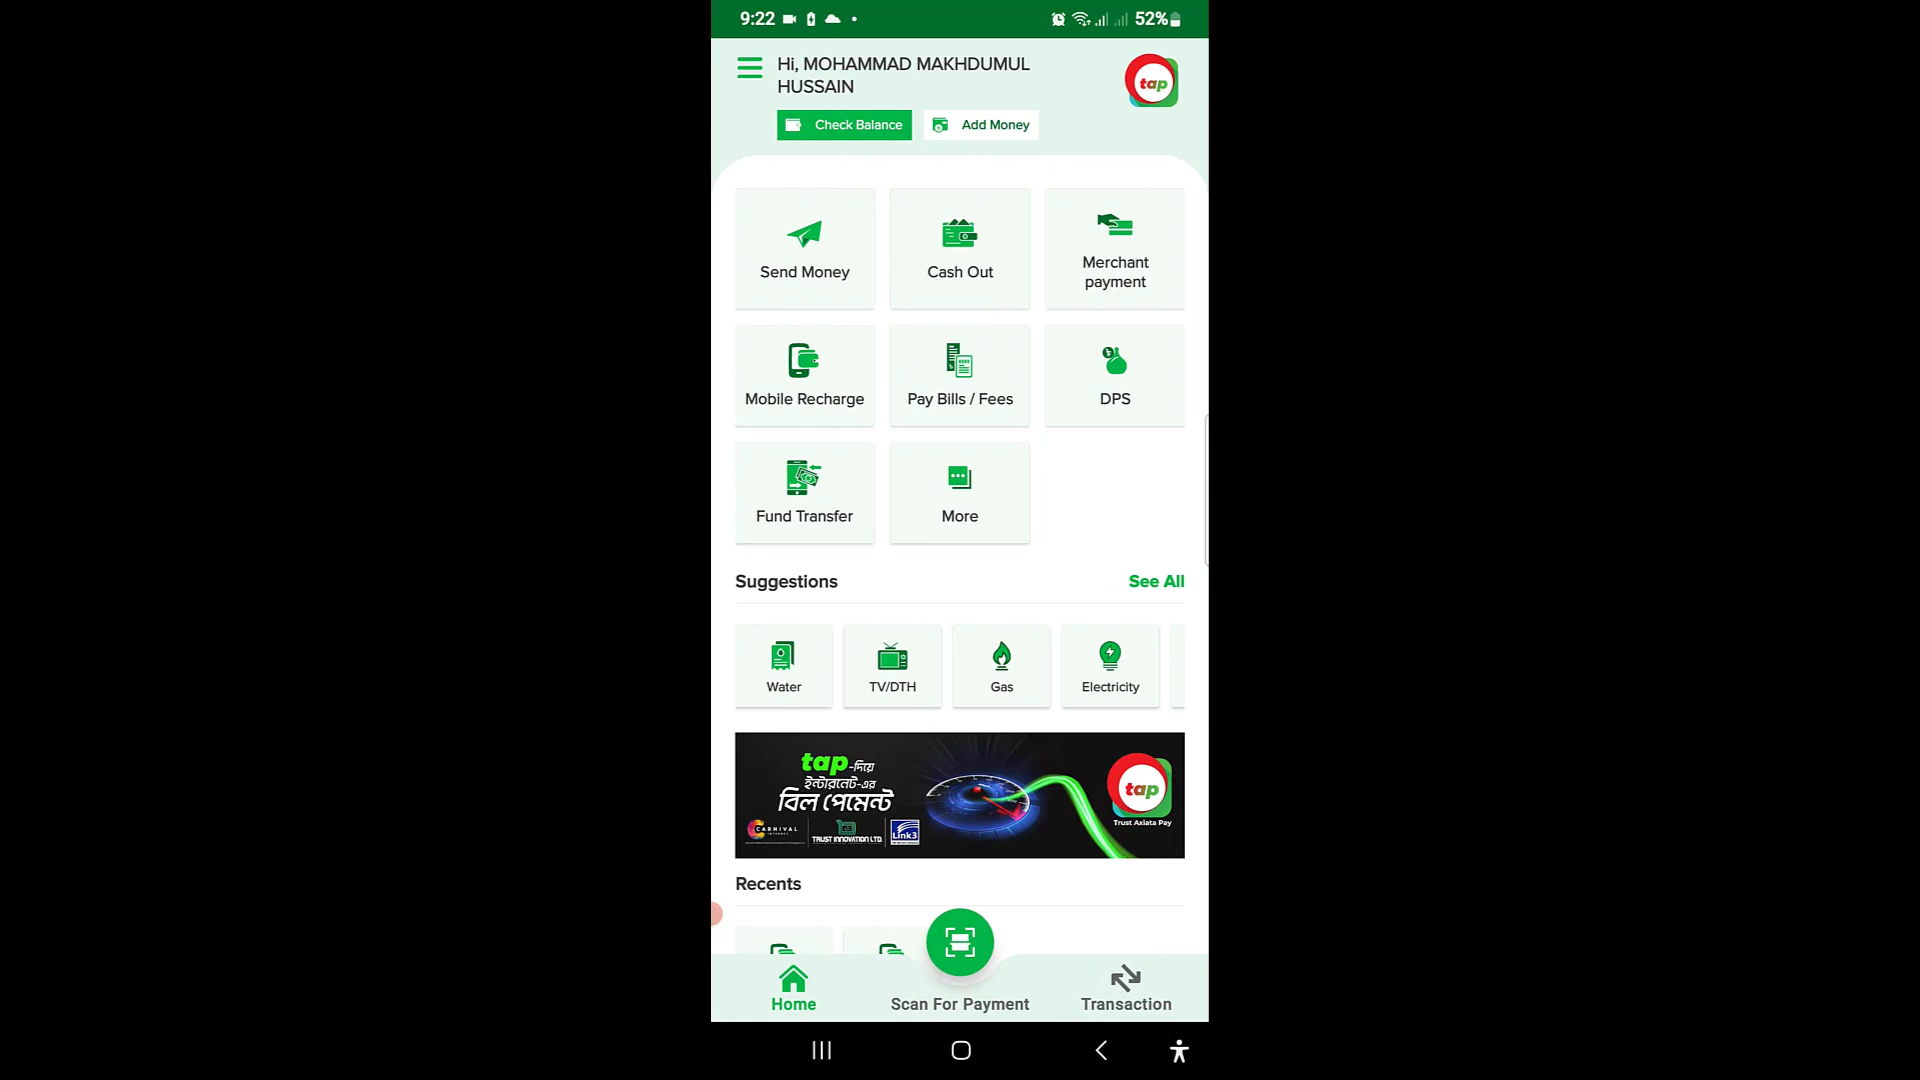 9:22
52%
Hi, MOHAMMAD MAKHDUMUL
HUSSAIN
tap
Check Balance
Add Money
Send Money
Cash Out
Merchant
payment
Mobile Recharge
Pay Bills / Fees
DPS
Fund Transfer
More
Suggestions
See All
Water
TV/DTH
Gas
Electricity
tap-দিয়ে
ইন্টারনেট-এর
বিল পেমেন্ট
CARNIVAL
TRUST INNOVATION LTD.
Link3
tap
Trust Axiata Pay
Recents
Home
Scan For Payment
Transaction